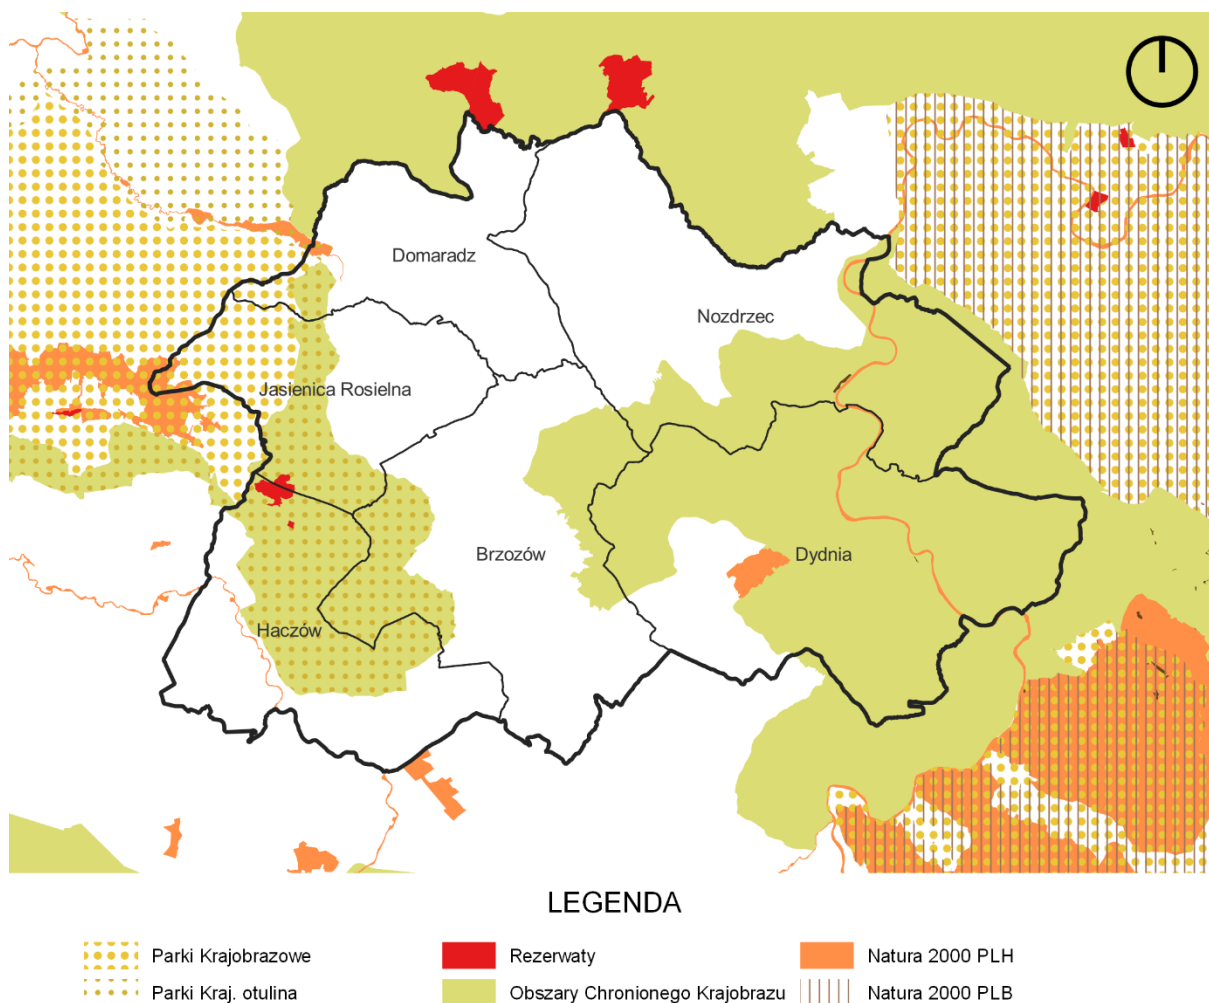 Domaradz
Nozdrzec
Jasienica Rosielna
Brzozów
Dydnia
Haczów
LEGENDA
Parki Krajobrazowe
Rezerwaty
Natura 2000 PLH
Parki Kraj. otulina
Obszary Chronionego Krajobrazu
Natura 2000 PLB